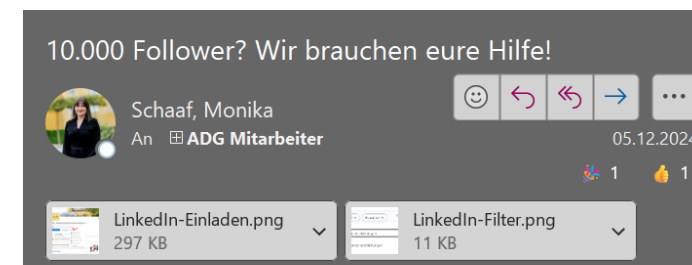 10.000 Follower? Wir brauchen eure Hilfe!
Schaaf, Monika
An ADG Mitarbeiter
05.12.2024
🎉 1 👍 1
LinkedIn-Einladen.png
297 KB
LinkedIn-Filter.png
11 KB